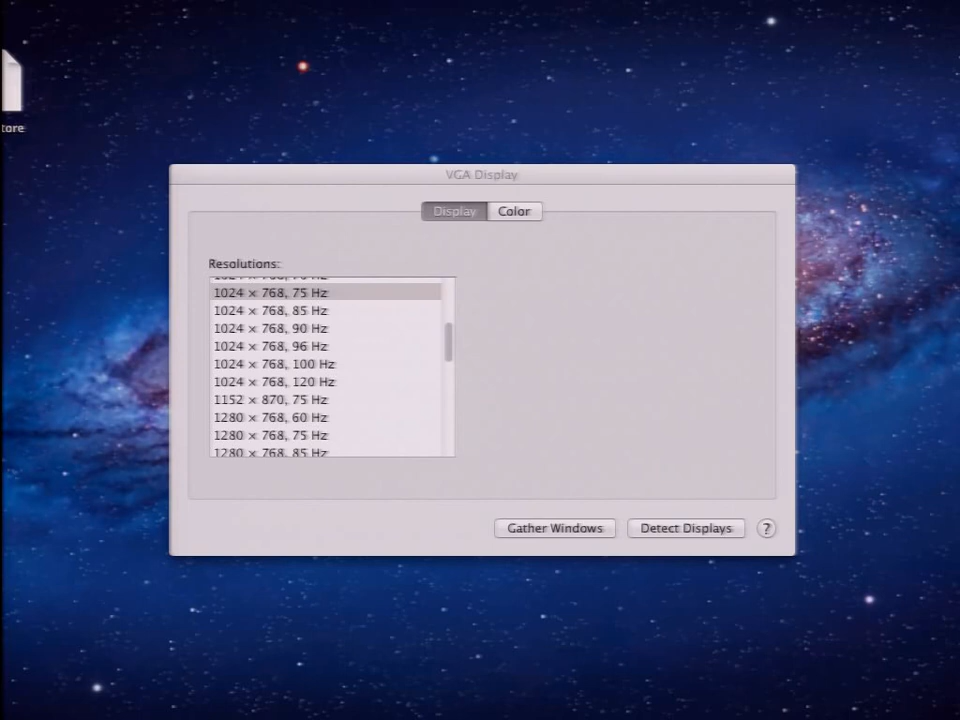 tore
VGA Display
Display
Color
Resolutions:
1024 × 768, 75 Hz
1024 × 768, 85 Hz
1024 × 768, 90 Hz
1024 × 768, 96 Hz
1024 × 768, 100 Hz
1024 × 768, 120 Hz
1152 × 870, 75 Hz
1280 × 768, 60 Hz
1280 × 768, 75 Hz
1280 × 768, 85 Hz
Gather Windows
Detect Displays
?